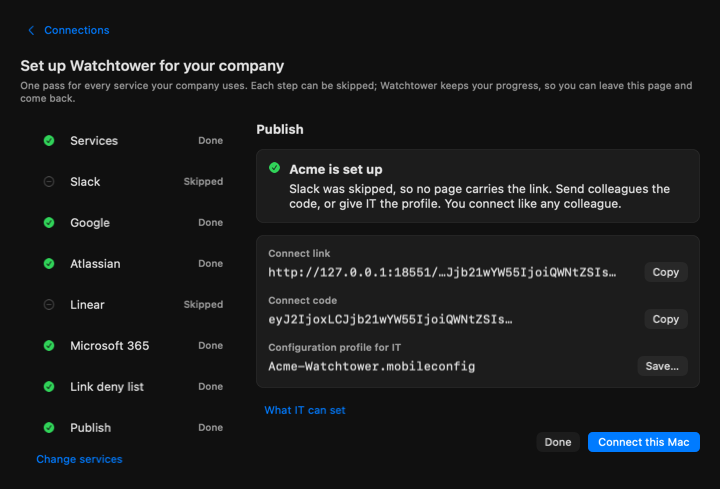 Connections
Set up Watchtower for your company
One pass for every service your company uses. Each step can be skipped; Watchtower keeps your progress, so you can leave this page and
come back.
Services Done
Slack Skipped
Google Done
Atlassian Done
Linear Skipped
Microsoft 365 Done
Link deny list Done
Publish Done
Change services
Publish
Acme is set up
Slack was skipped, so no page carries the link. Send colleagues the
code, or give IT the profile. You connect like any colleague.
Connect link
http://127.0.0.1:18551/…Jjb21wYW55IjoiQWNtZSIs… Copy
Connect code
eyJ2IjoxLCJjb21wYW55IjoiQWNtZSIs… Copy
Configuration profile for IT
Acme-Watchtower.mobileconfig Save…
What IT can set
Done Connect this Mac